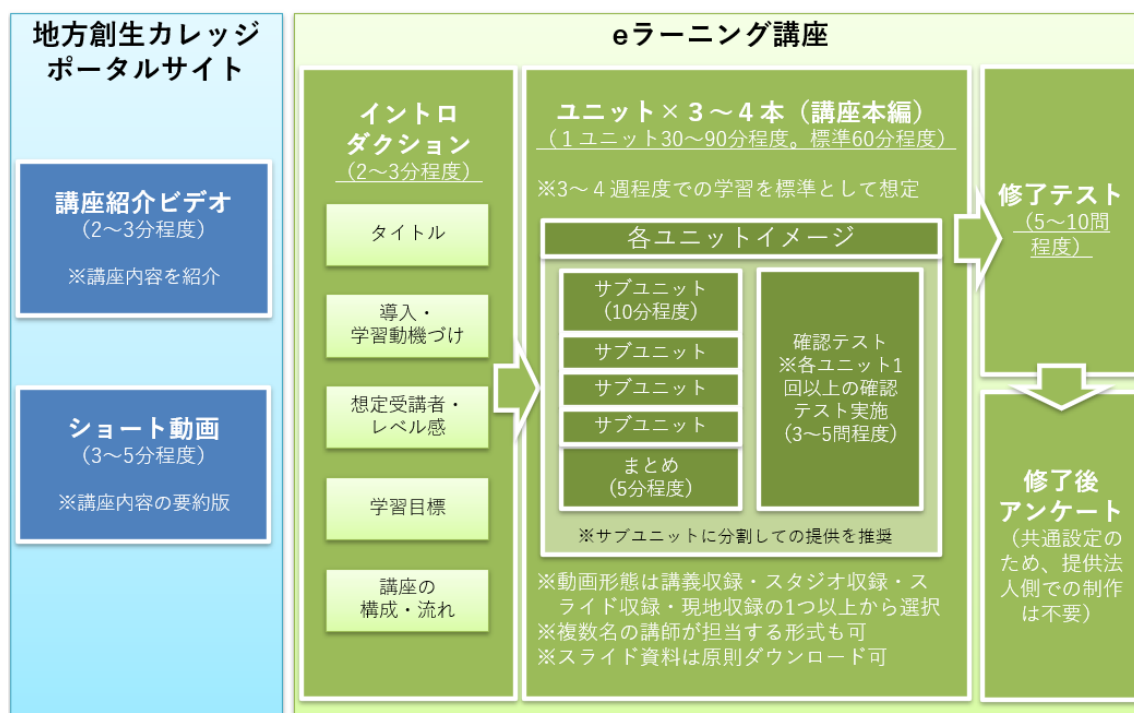 地方創生カレッジ
ポータルサイト
講座紹介ビデオ
(2～3分程度)
※講座内容を紹介
ショート動画
(3～5分程度)
※講座内容の要約版
eラーニング講座
イントロ
ダクション
(2～3分程度)
タイトル
導入・
学習動機づけ
想定受講者・
レベル感
学習目標
講座の
構成・流れ
ユニット×３～４本（講座本編）
（１ユニット30～90分程度。標準60分程度）
※3～４週程度での学習を標準として想定
各ユニットイメージ
サブユニット
(10分程度)
サブユニット
サブユニット
サブユニット
まとめ
(5分程度)
確認テスト
※各ユニット1
回以上の確認
テスト実施
(3～5問程度)
※サブユニットに分割しての提供を推奨
※動画形態は講義収録・スタジオ収録・ス
ライド収録・現地収録の1つ以上から選択
※複数名の講師が担当する形式も可
※スライド資料は原則ダウンロード可
修了テスト
（5～10問
程度）
修了後
アンケート
（共通設定の
ため、提供法
人側での制作
は不要）